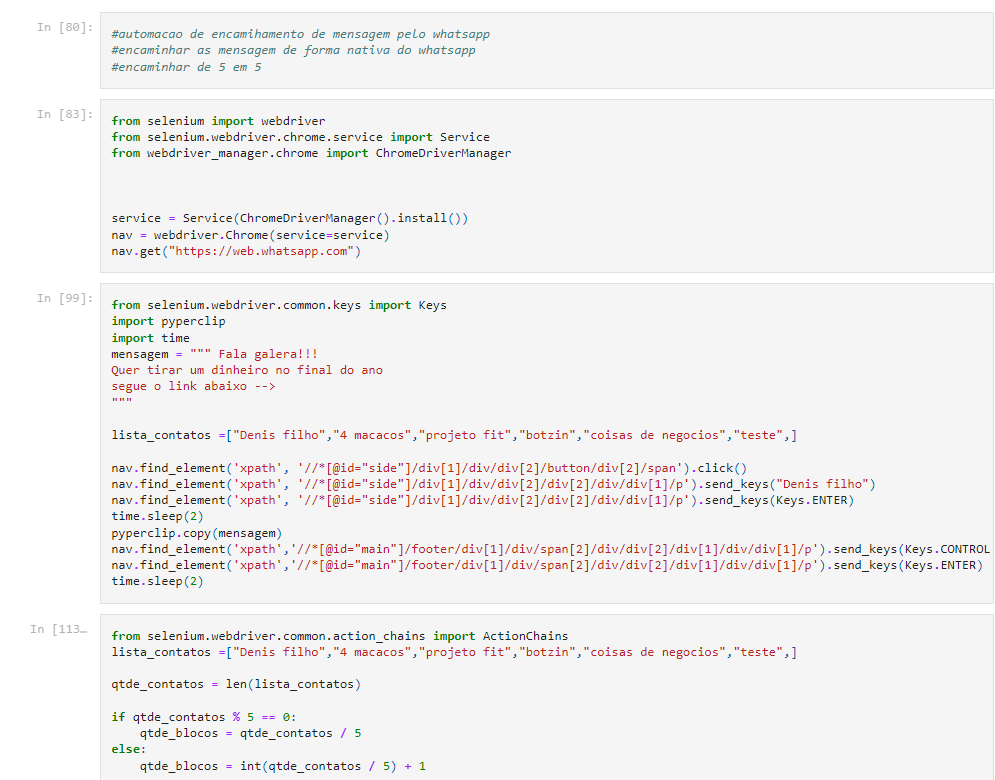 In [80]:
#automacao de encamihamento de mensagem pelo whatsapp
#encaminhar as mensagem de forma nativa do whatsapp
#encaminhar de 5 em 5
In [83]:
from selenium import webdriver
from selenium.webdriver.chrome.service import Service
from webdriver_manager.chrome import ChromeDriverManager
service = Service(ChromeDriverManager().install())
nav = webdriver.Chrome(service=service)
nav.get("https://web.whatsapp.com")
In [99]:
from selenium.webdriver.common.keys import Keys
import pyperclip
import time
mensagem = """ Fala galera!!!
Quer tirar um dinheiro no final do ano
segue o link abaixo -->
"""
lista_contatos =["Denis filho","4 macacos","projeto fit","botzin","coisas de negocios","teste",]
nav.find_element('xpath', '//*[@id="side"]/div[1]/div/div[2]/button/div[2]/span').click()
nav.find_element('xpath', '//*[@id="side"]/div[1]/div/div[2]/div[2]/div/div[1]/p').send_keys("Denis filho")
nav.find_element('xpath', '//*[@id="side"]/div[1]/div/div[2]/div[2]/div/div[1]/p').send_keys(Keys.ENTER)
time.sleep(2)
pyperclip.copy(mensagem)
nav.find_element('xpath','//*[@id="main"]/footer/div[1]/div/span[2]/div/div[2]/div[1]/div/div[1]/p').send_keys(Keys.CONTROL
nav.find_element('xpath','//*[@id="main"]/footer/div[1]/div/span[2]/div/div[2]/div[1]/div/div[1]/p').send_keys(Keys.ENTER)
time.sleep(2)
In [113…
from selenium.webdriver.common.action_chains import ActionChains
lista_contatos =["Denis filho","4 macacos","projeto fit","botzin","coisas de negocios","teste",]
qtde_contatos = len(lista_contatos)
if qtde_contatos % 5 == 0:
    qtde_blocos = qtde_contatos / 5
else:
    qtde_blocos = int(qtde_contatos / 5) + 1